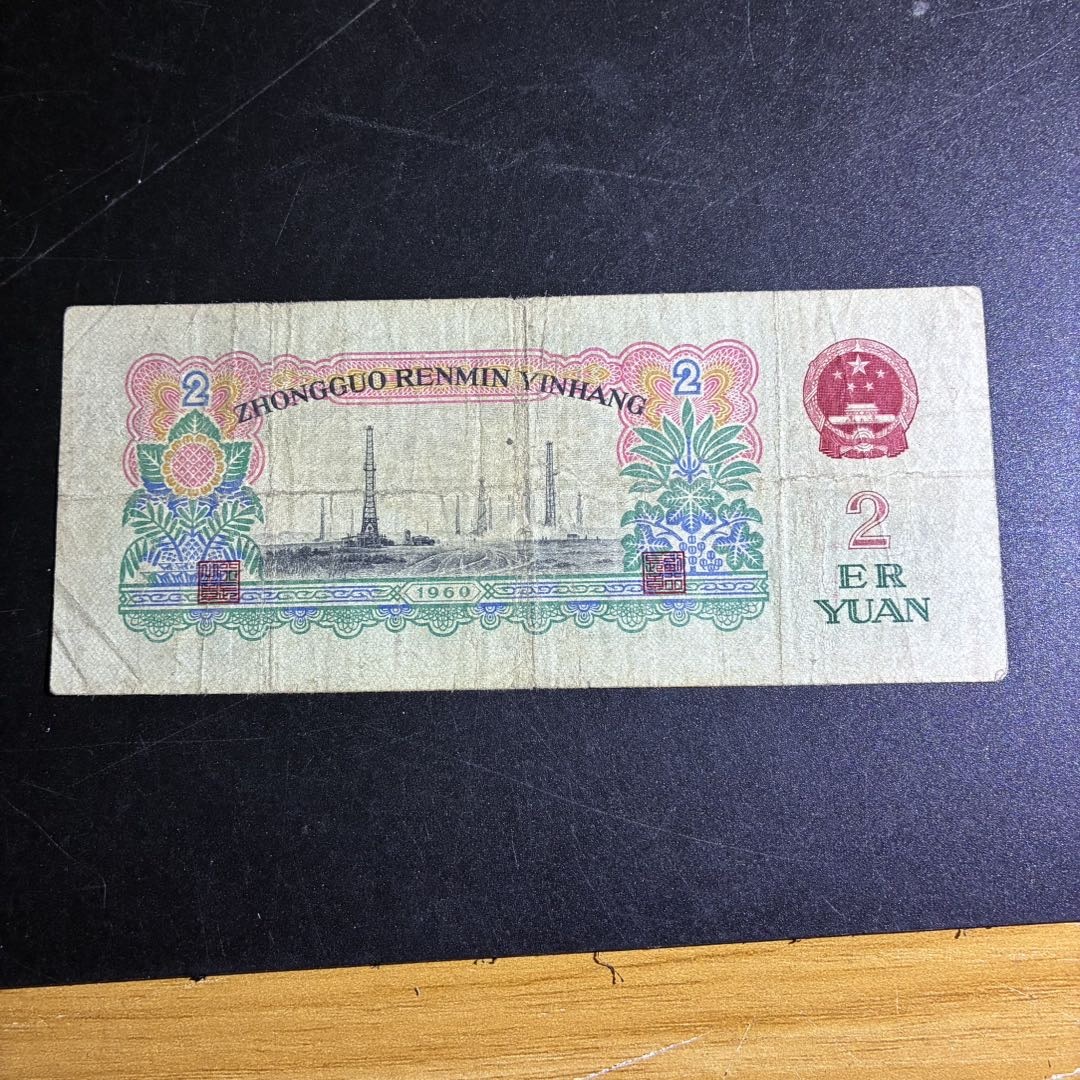 2
2
ZHONGGUO RENMIN YINHANG
1960
2
ER
YUAN